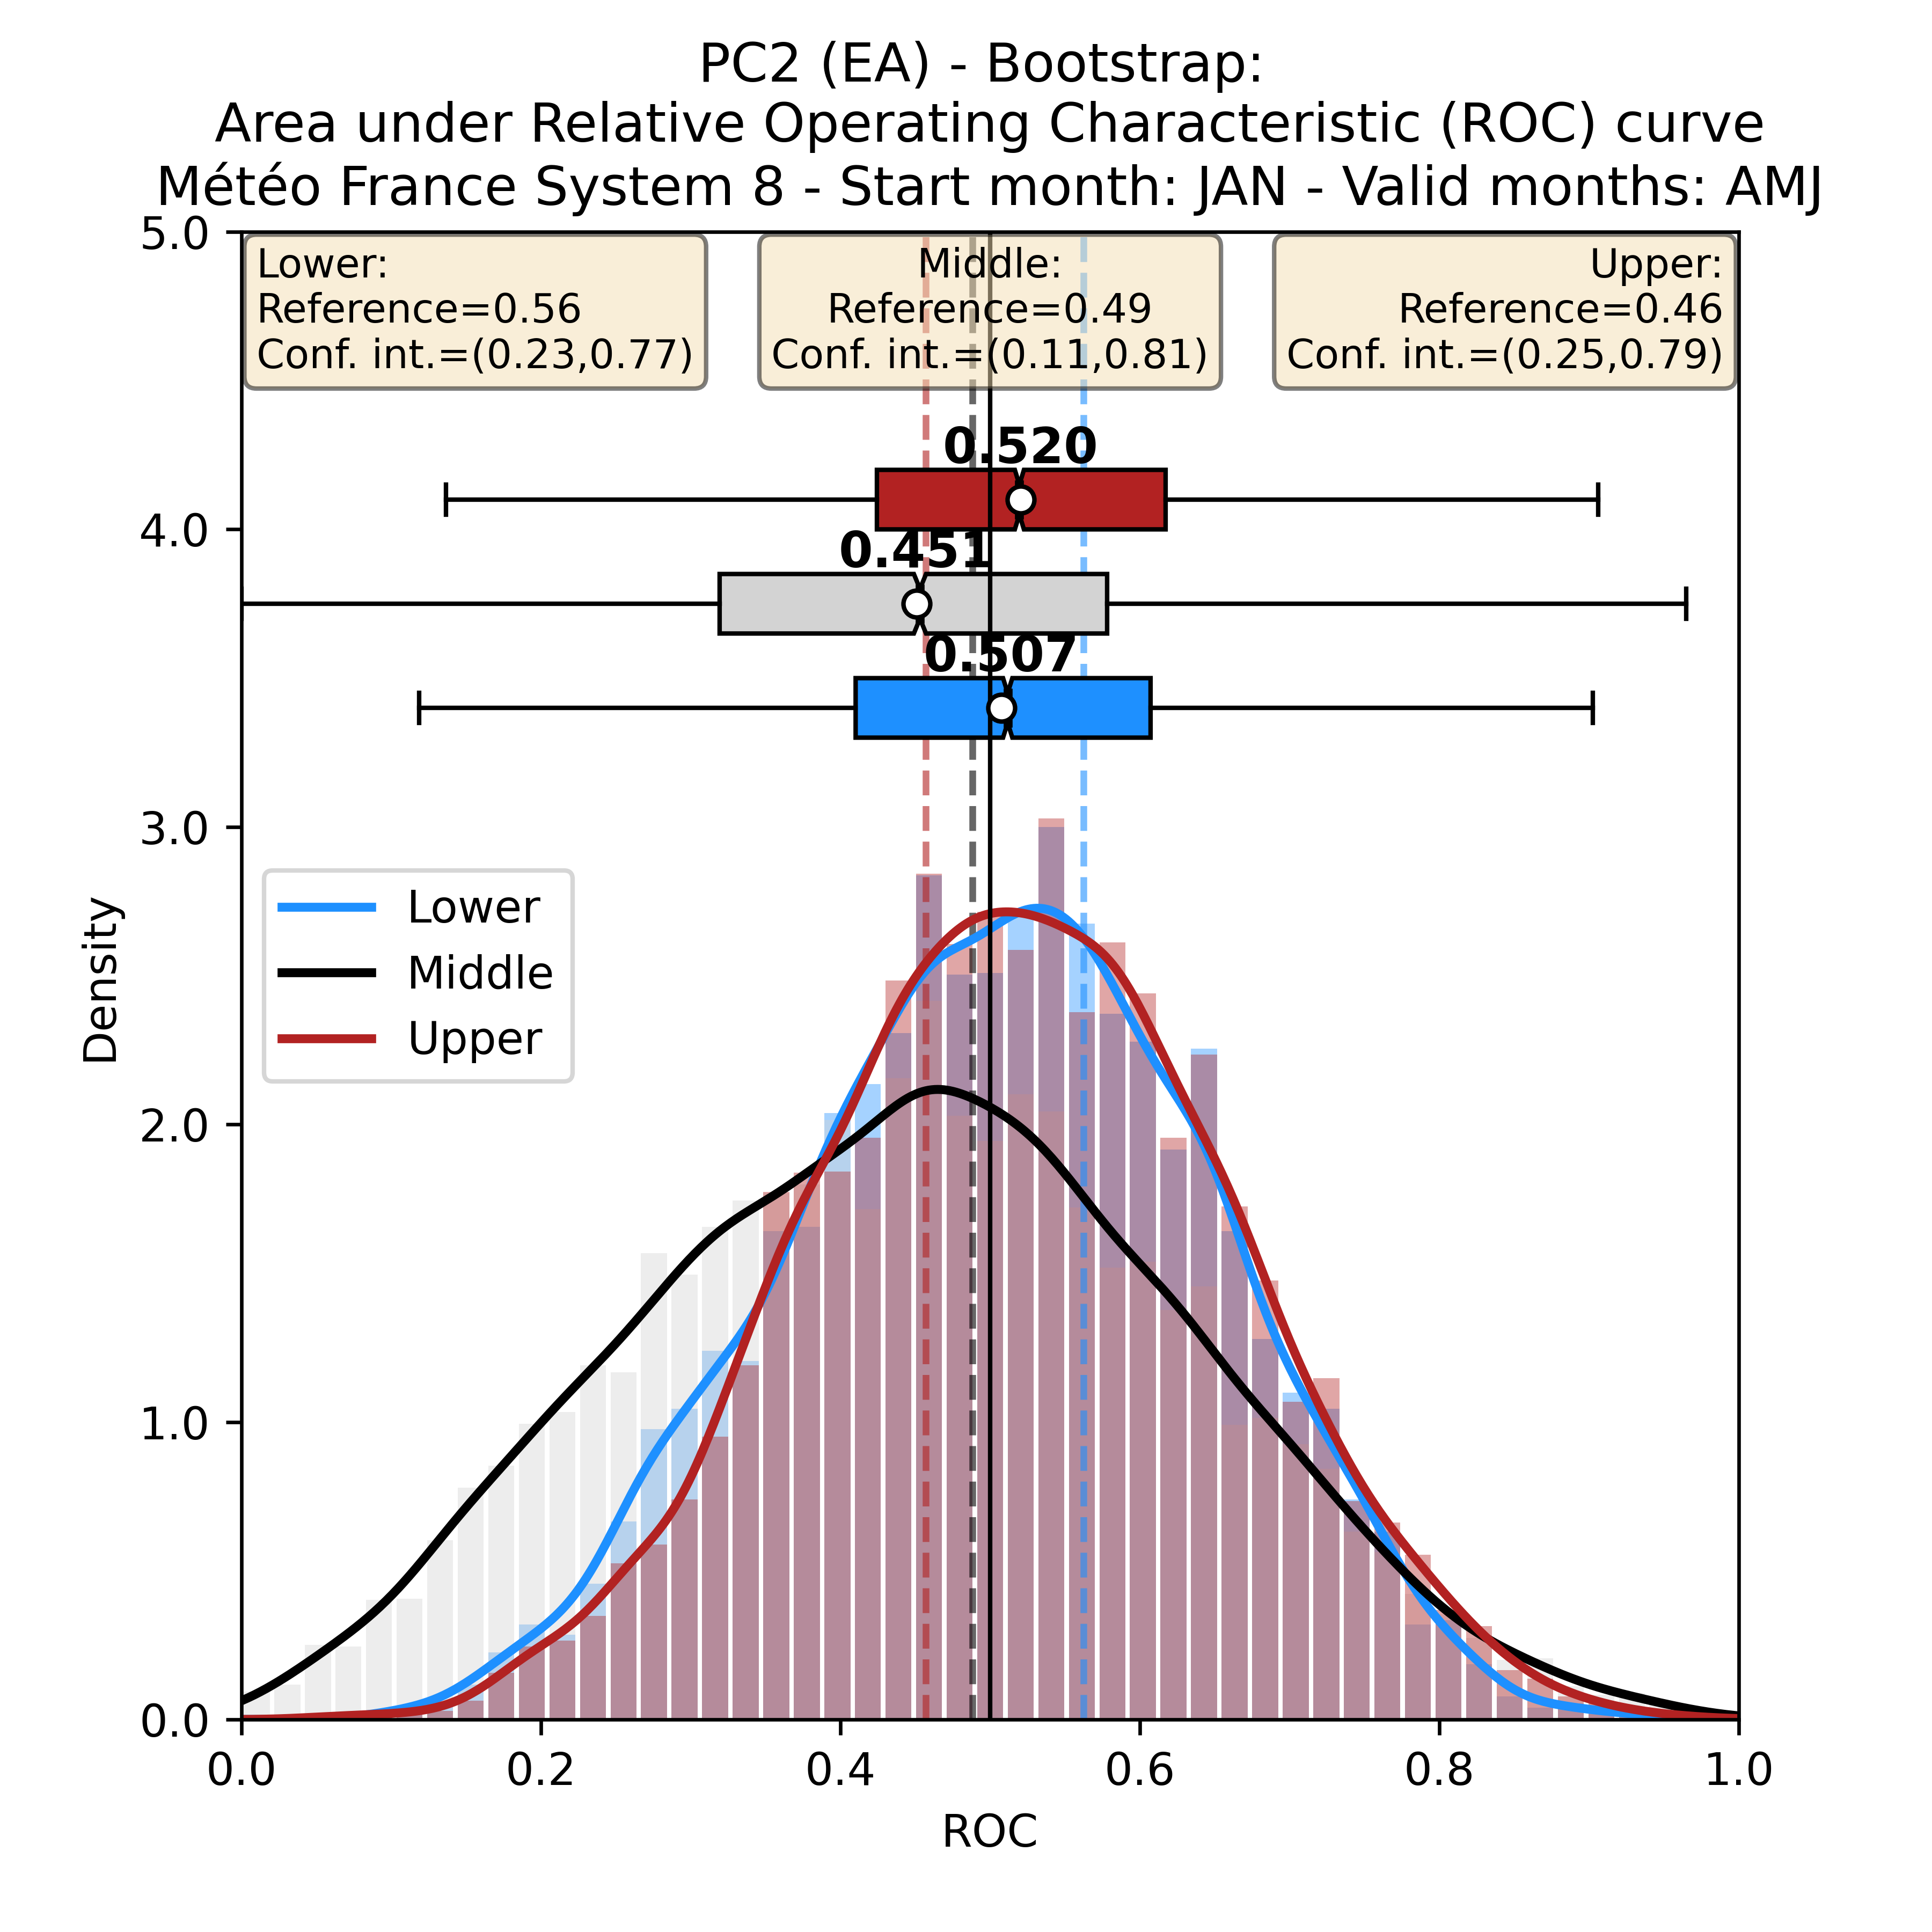 PC2 (EA) - Bootstrap:
Area under Relative Operating Characteristic (ROC) curve
Météo France System 8 - Start month: JAN - Valid months: AMJ
Lower:
Reference=0.56
Conf. int.=(0.23,0.77)
Middle:
Reference=0.49
Conf. int.=(0.11,0.81)
Upper:
Reference=0.46
Conf. int.=(0.25,0.79)
0.520
0.451
0.507
5.0
4.0
3.0
2.0
1.0
0.0
Density
Lower
Middle
Upper
0.0 0.2 0.4 0.6 0.8 1.0
ROC